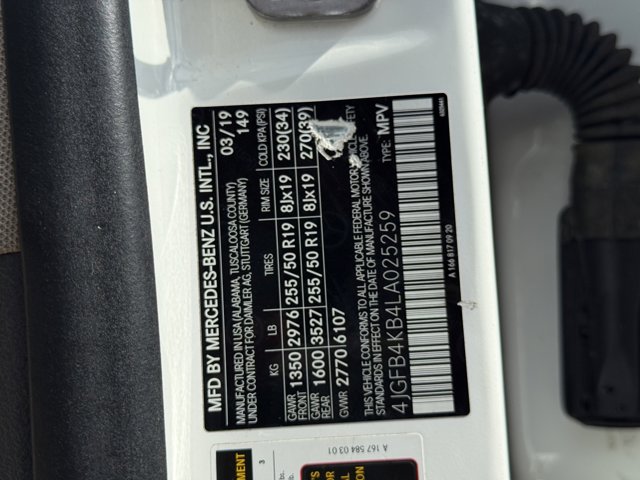 MFD BY MERCEDES-BENZ U.S. INTL., INC
MANUFACTURED IN USA (ALABAMA, TUSCALOOSA COUNTY) 03/19
UNDER CONTRACT FOR DAIMLER AG, STUTTGART (GERMANY) 149
KG LB TIRES RIM SIZE COLD KPA (PSI)
GAWR FRONT 1350 2976 255/50 R19 8Jx19 230(34)
GAWR REAR 1600 3527 255/50 R19 8Jx19 270(39)
GVWR 2770 6107
THIS VEHICLE CONFORMS TO ALL APPLICABLE FEDERAL MOTOR VEHICLE SAFETY
STANDARDS IN EFFECT ON THE DATE OF MANUFACTURE SHOWN ABOVE.
4JGFB4KB4LA025259 TYPE: MPV
A 166 817 09 20
A 167 584 03 01
3